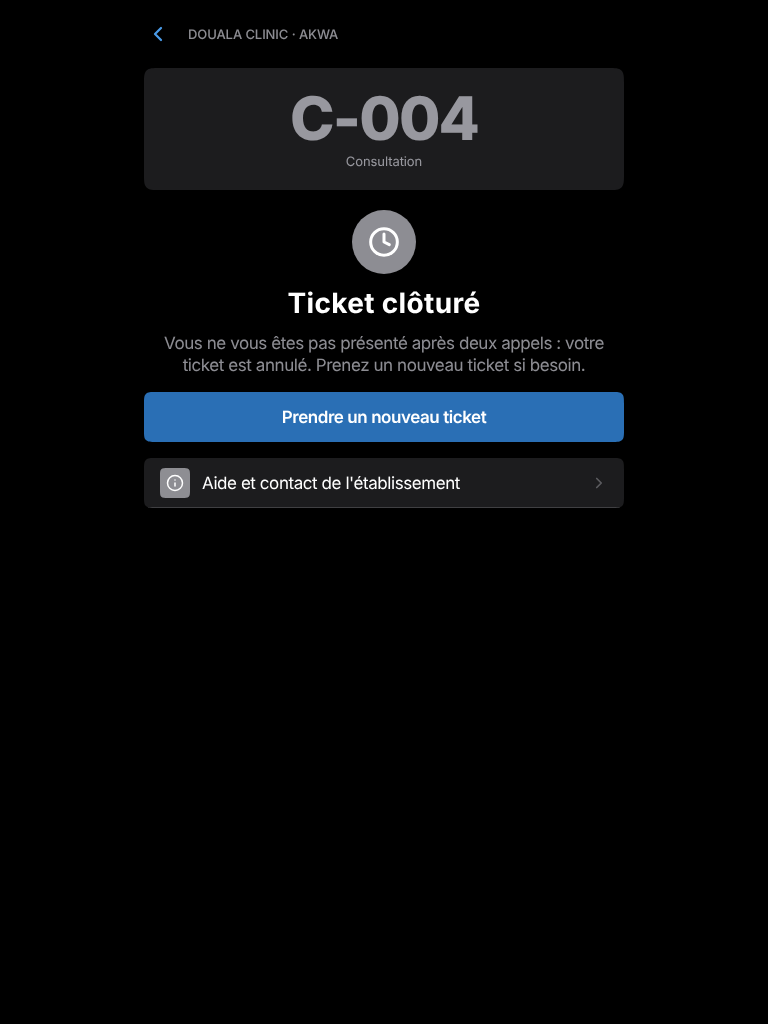 DOUALA CLINIC · AKWA
C-004
Consultation
Ticket clôturé
Vous ne vous êtes pas présenté après deux appels : votre
ticket est annulé. Prenez un nouveau ticket si besoin.
Prendre un nouveau ticket
Aide et contact de l'établissement